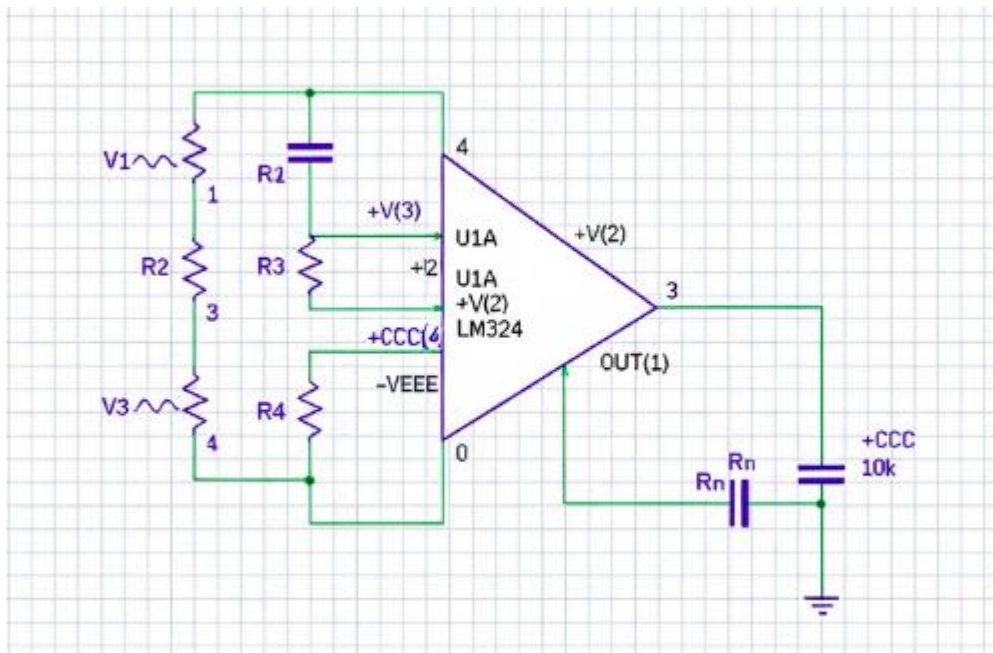 4
V1
R1
1
+V(3)
U1A
+V(2)
R2
R3
+I2
U1A
3
+V(2)
3
LM324
+CCC(6
OUT(1)
-VEEE
V3
R4
4
0
+CCC
Rn
10k
Rn